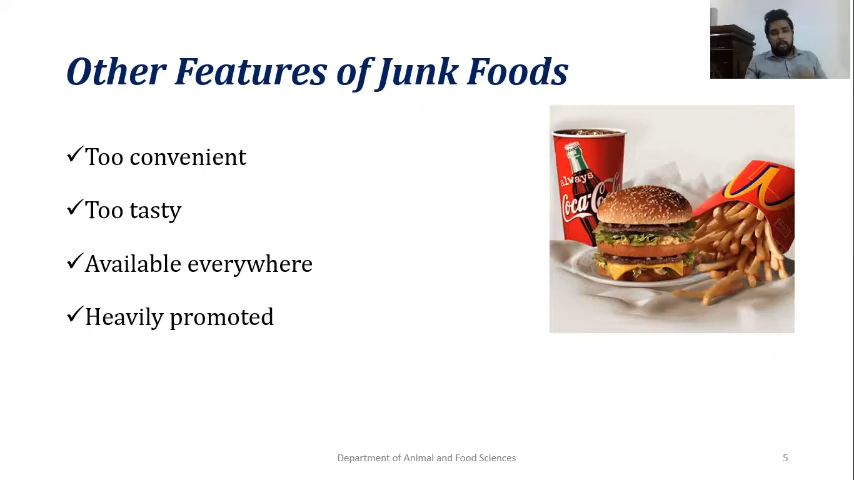 Other Features of Junk Foods
✓Too convenient
✓Too tasty
✓Available everywhere
✓Heavily promoted
always
Coca-Co
Department of Animal and Food Sciences
5